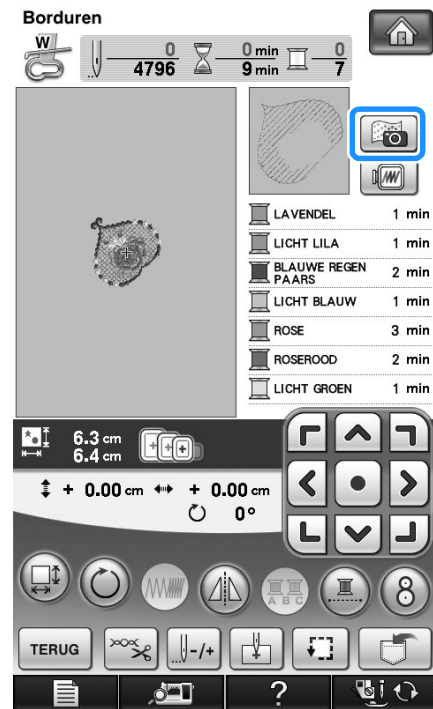 Borduren
W
0
4796
0 min
9 min
0
7
LAVENDEL 1 min
LICHT LILA 1 min
BLAUWE REGEN
PAARS 2 min
LICHT BLAUW 1 min
ROSE 3 min
ROSEROOD 2 min
LICHT GROEN 1 min
6.3 cm
6.4 cm
+ 0.00 cm + 0.00 cm
0°
A B C
8
TERUG
-/+
?